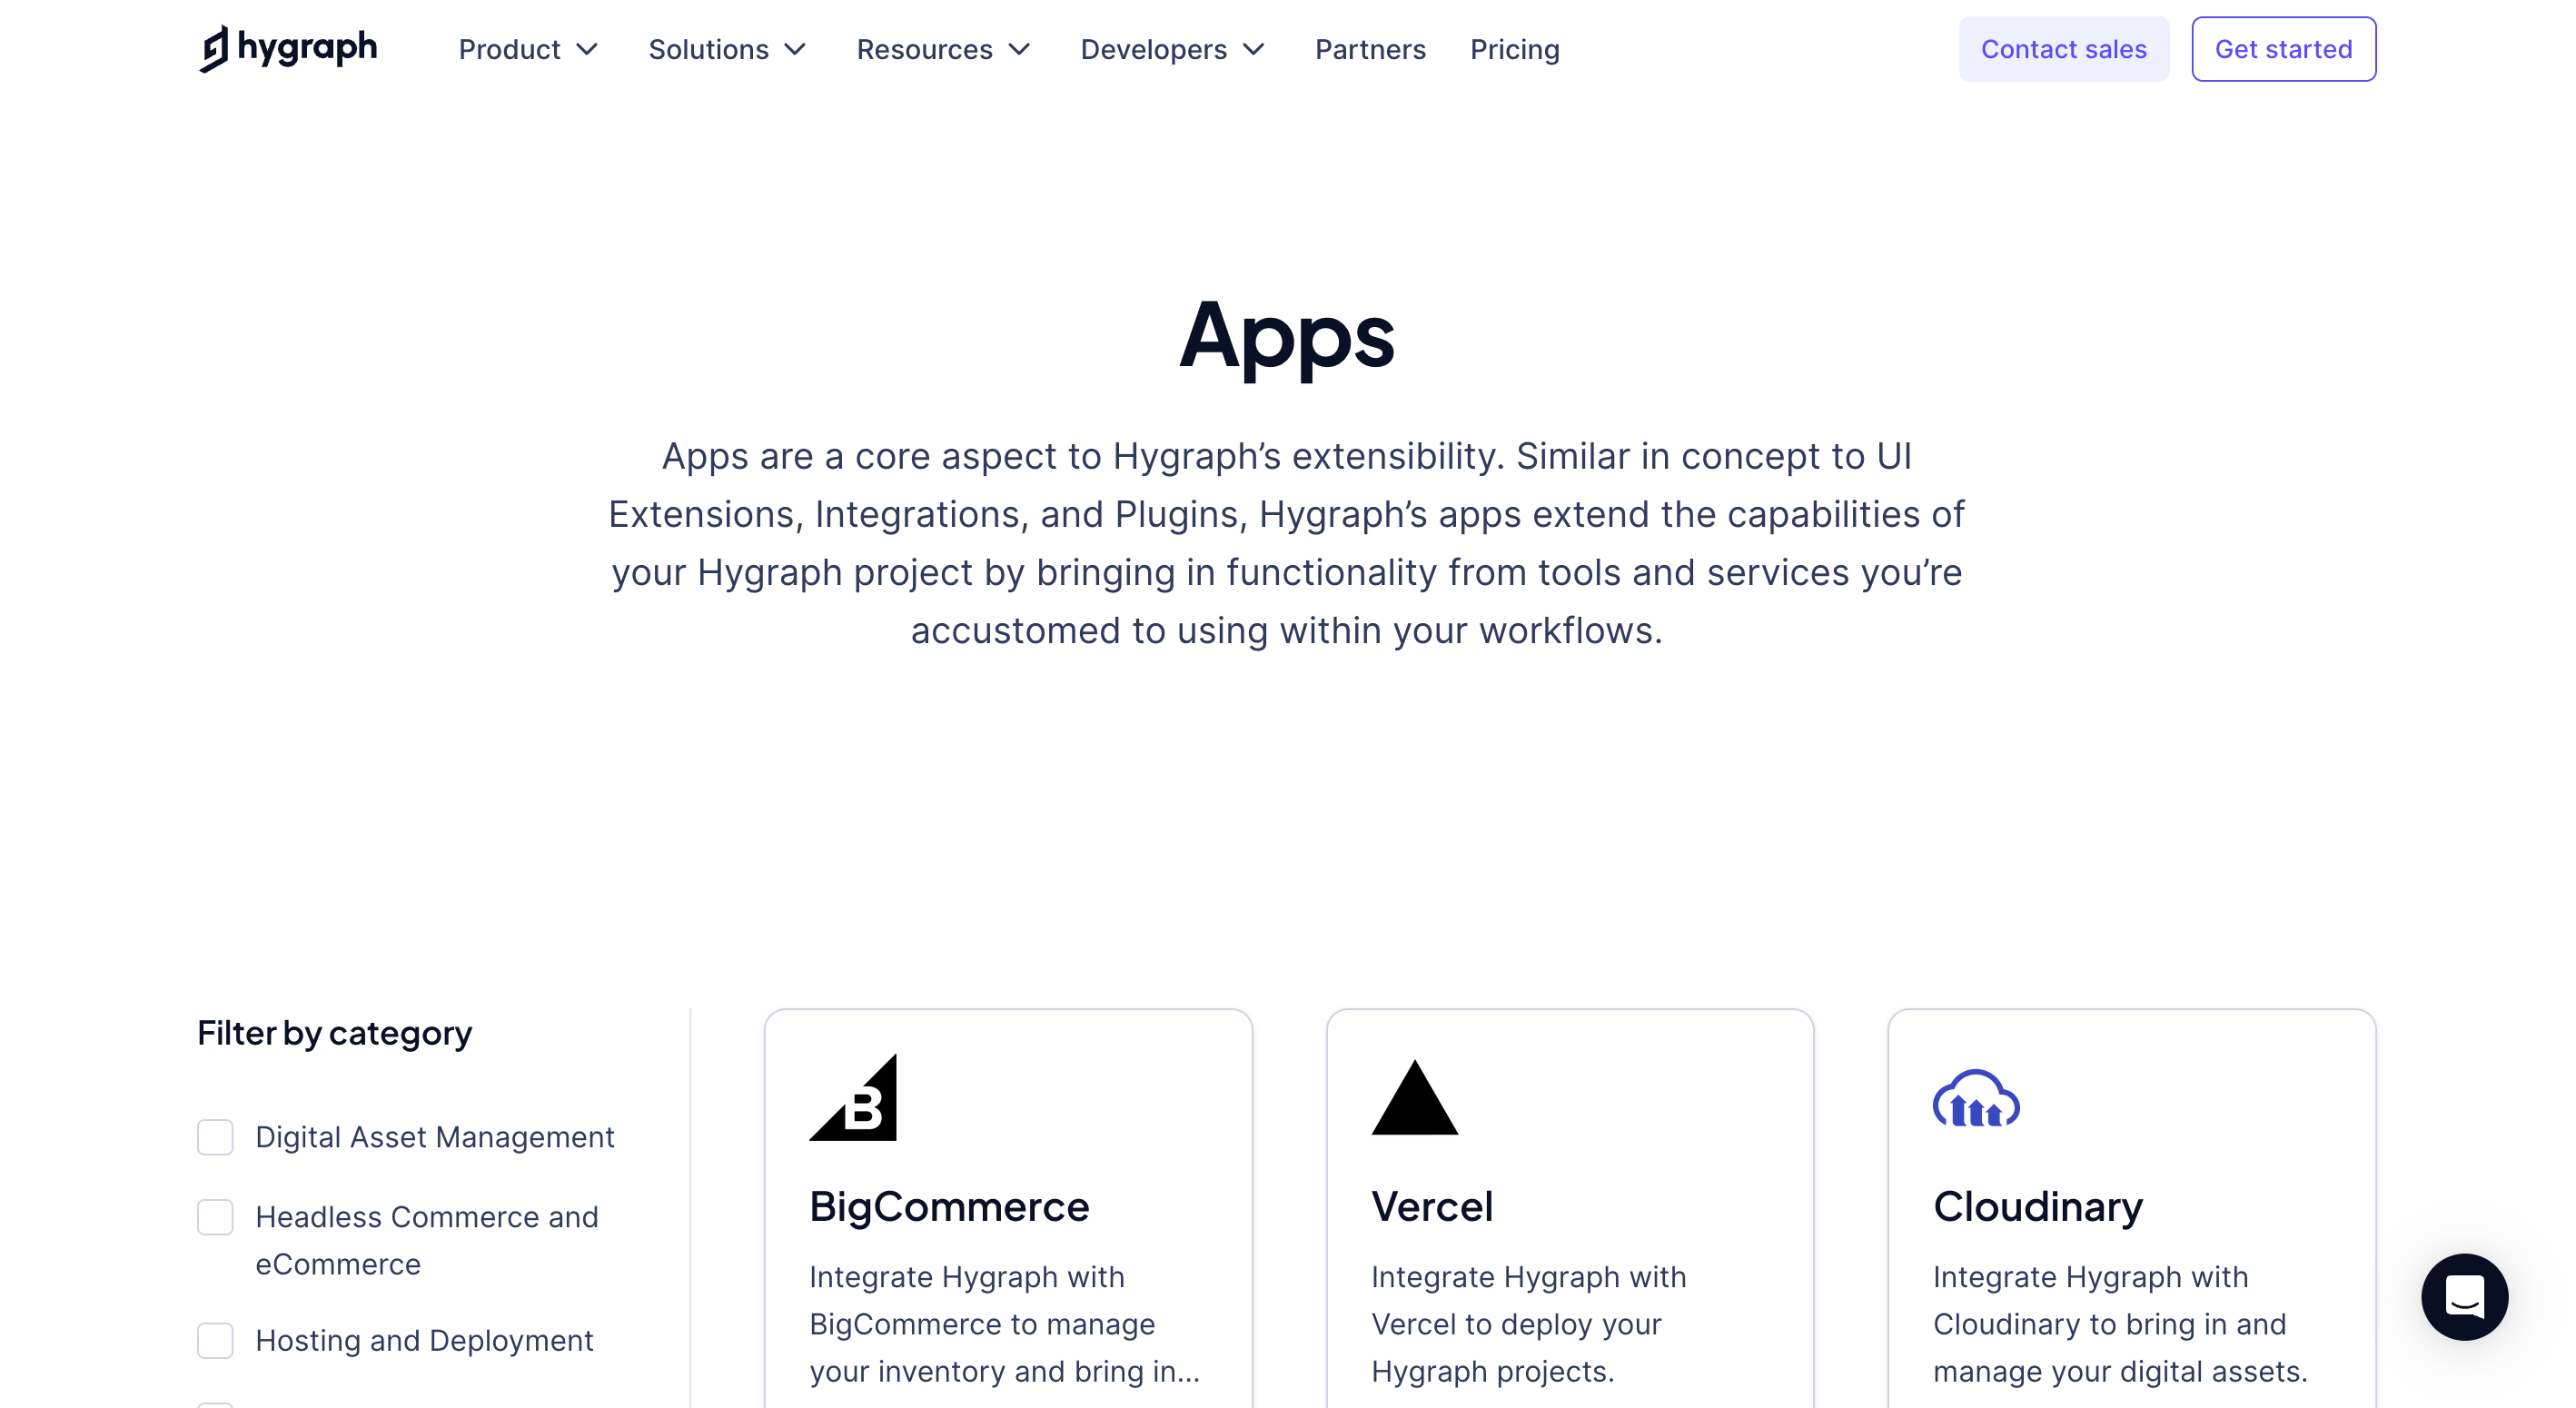 hygraph
Product
Solutions
Resources
Developers
Partners
Pricing
Contact sales
Get started
Apps
Apps are a core aspect to Hygraph’s extensibility. Similar in concept to UI
Extensions, Integrations, and Plugins, Hygraph’s apps extend the capabilities of
your Hygraph project by bringing in functionality from tools and services you’re
accustomed to using within your workflows.
Filter by category
Digital Asset Management
Headless Commerce and
eCommerce
Hosting and Deployment
B
BigCommerce
Integrate Hygraph with
BigCommerce to manage
your inventory and bring in...
Vercel
Integrate Hygraph with
Vercel to deploy your
Hygraph projects.
Cloudinary
Integrate Hygraph with
Cloudinary to bring in and
manage your digital assets.